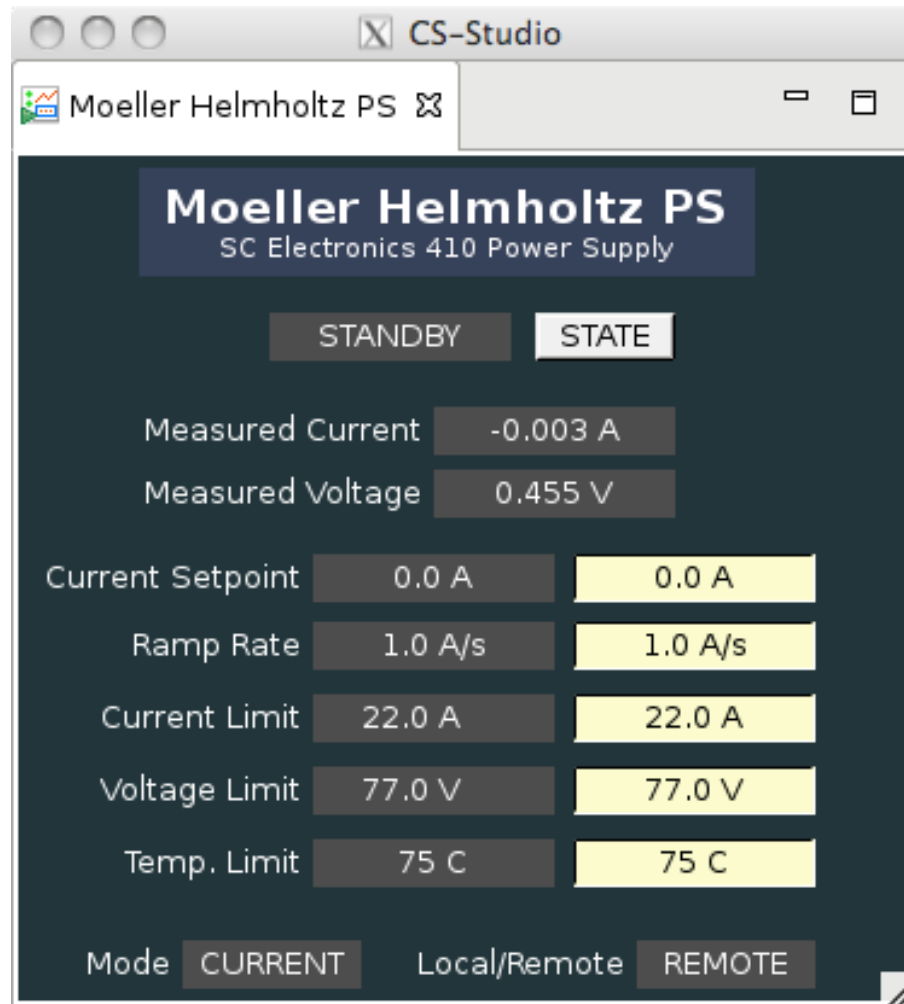 CS-Studio
Moeller Helmholtz PS
Moeller Helmholtz PS
SC Electronics 410 Power Supply
STANDBY STATE
Measured Current -0.003 A
Measured Voltage 0.455 V
Current Setpoint 0.0 A 0.0 A
Ramp Rate 1.0 A/s 1.0 A/s
Current Limit 22.0 A 22.0 A
Voltage Limit 77.0 V 77.0 V
Temp. Limit 75 C 75 C
Mode CURRENT Local/Remote REMOTE